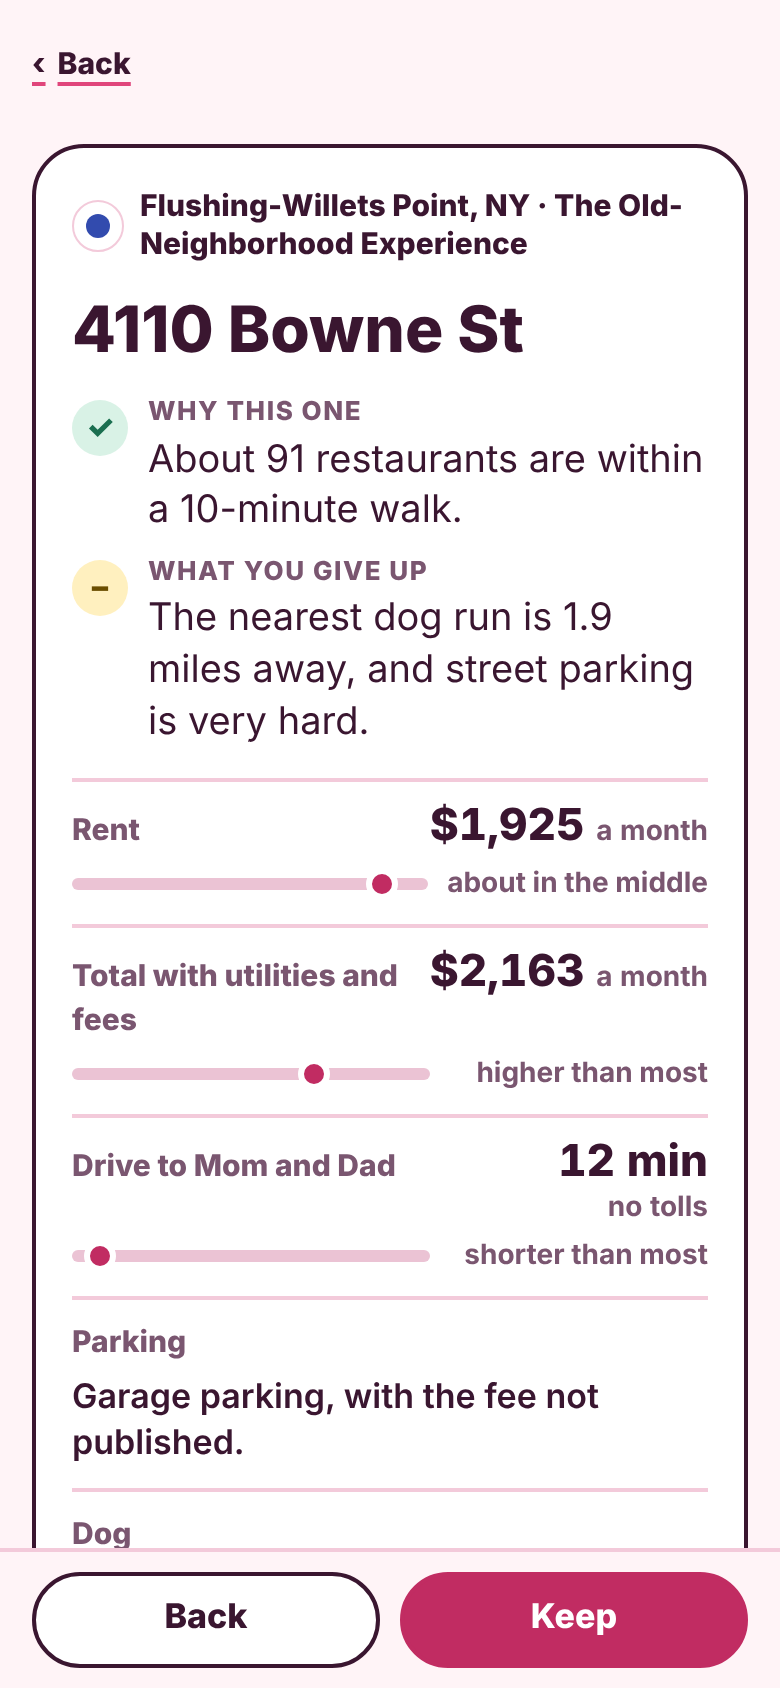 ‹ Back
Flushing-Willets Point, NY · The Old-
Neighborhood Experience
4110 Bowne St
WHY THIS ONE
About 91 restaurants are within
a 10-minute walk.
WHAT YOU GIVE UP
The nearest dog run is 1.9
miles away, and street parking
is very hard.
Rent
$1,925 a month
about in the middle
Total with utilities and
fees
$2,163 a month
higher than most
Drive to Mom and Dad
12 min
no tolls
shorter than most
Parking
Garage parking, with the fee not
published.
Dog
Back
Keep